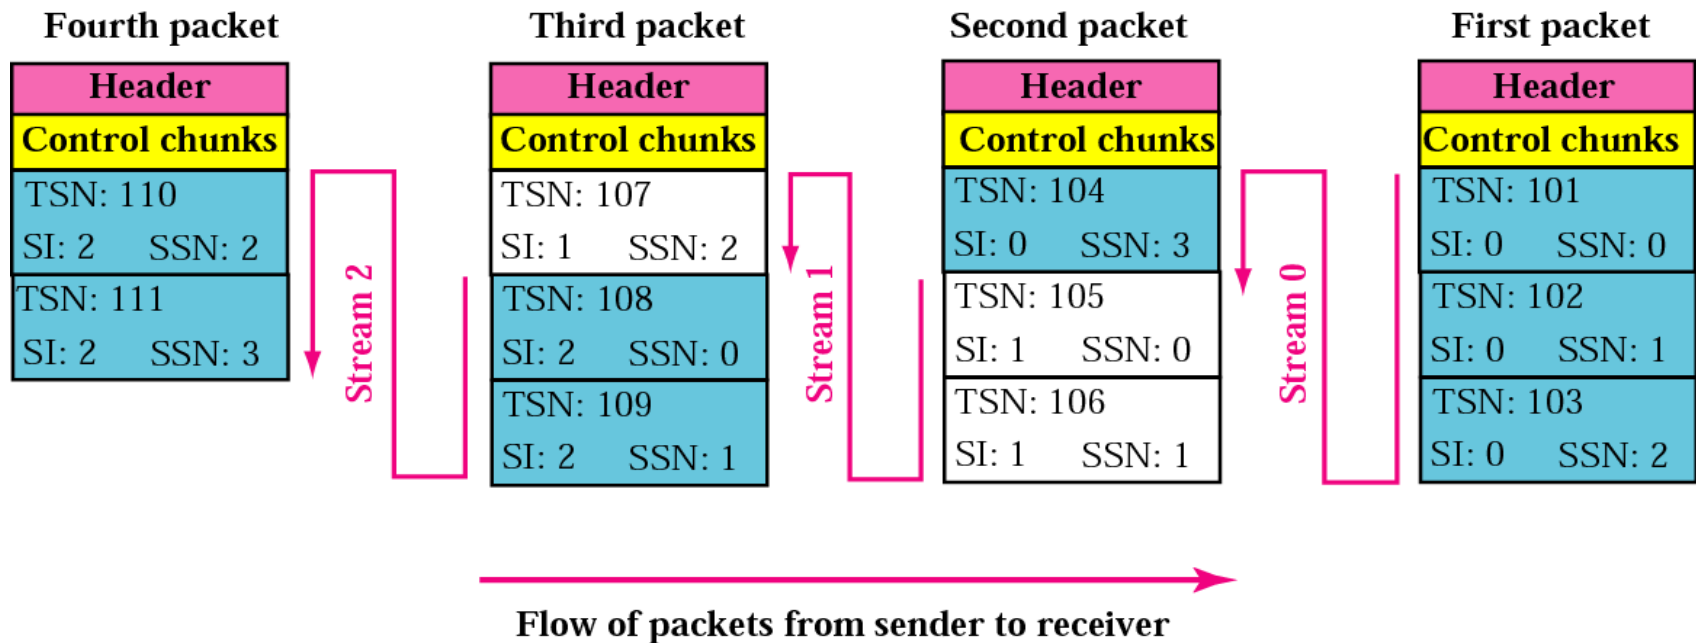 Fourth packet
Header
Control chunks
TSN: 110
SI: 2 SSN: 2
TSN: 111
SI: 2 SSN: 3
Stream 2
Third packet
Header
Control chunks
TSN: 107
SI: 1 SSN: 2
TSN: 108
SI: 2 SSN: 0
TSN: 109
SI: 2 SSN: 1
Stream 1
Second packet
Header
Control chunks
TSN: 104
SI: 0 SSN: 3
TSN: 105
SI: 1 SSN: 0
TSN: 106
SI: 1 SSN: 1
Stream 0
First packet
Header
Control chunks
TSN: 101
SI: 0 SSN: 0
TSN: 102
SI: 0 SSN: 1
TSN: 103
SI: 0 SSN: 2
Flow of packets from sender to receiver